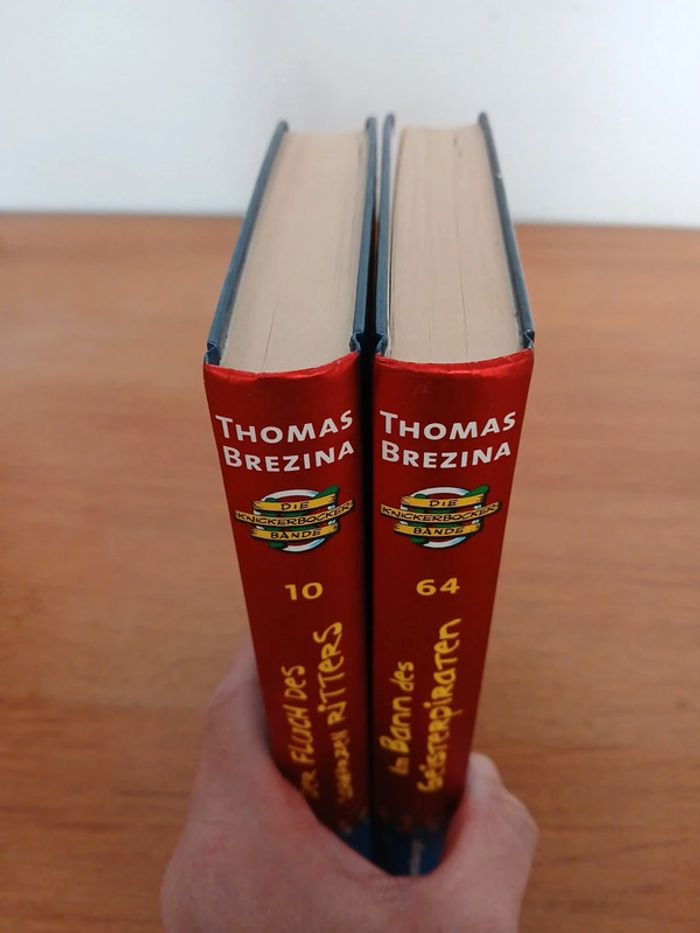 THOMAS
BREZINA
DIE
KNICKERBOCKER
BANDE
10
DER FLUCH DES
SCHWARZEN RITTERS
THOMAS
BREZINA
DIE
KNICKERBOCKER
BANDE
64
Im Bann des
Geisterpiraten